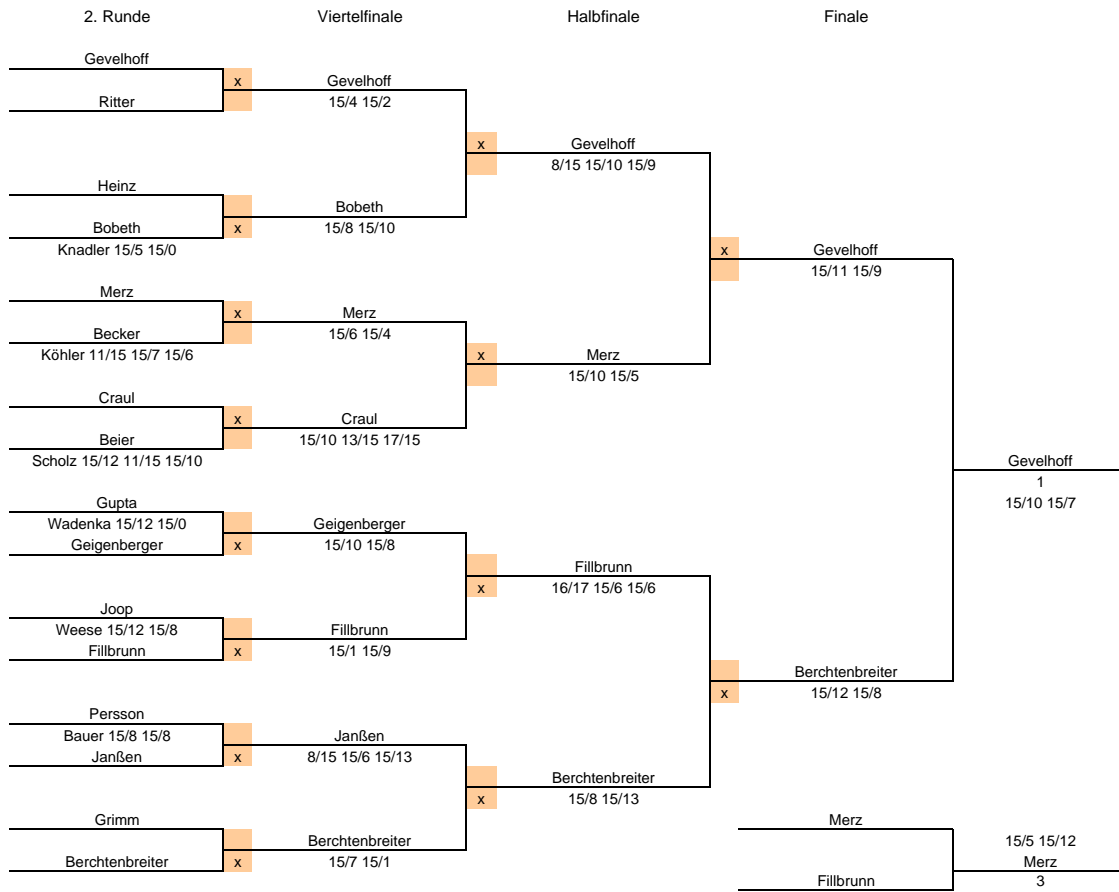 2. Runde
Viertelfinale
Halbfinale
Finale
Gevelhoff
x
Ritter
Gevelhoff
15/4 15/2
x
Gevelhoff
8/15 15/10 15/9
Heinz
Bobeth
x
Knadler 15/5 15/0
Bobeth
15/8 15/10
x
Gevelhoff
15/11 15/9
Merz
x
Becker
Köhler 11/15 15/7 15/6
Merz
15/6 15/4
x
Merz
15/10 15/5
Craul
x
Beier
Scholz 15/12 11/15 15/10
Craul
15/10 13/15 17/15
Gevelhoff
1
15/10 15/7
Gupta
Wadenka 15/12 15/0
Geigenberger
x
Geigenberger
15/10 15/8
x
Fillbrunn
16/17 15/6 15/6
Joop
Weese 15/12 15/8
Fillbrunn
x
Fillbrunn
15/1 15/9
Berchtenbreiter
x
15/12 15/8
Persson
Bauer 15/8 15/8
Janßen
x
Janßen
8/15 15/6 15/13
Berchtenbreiter
x
15/8 15/13
Grimm
Berchtenbreiter
x
Berchtenbreiter
15/7 15/1
Merz
Fillbrunn
15/5 15/12
Merz
3